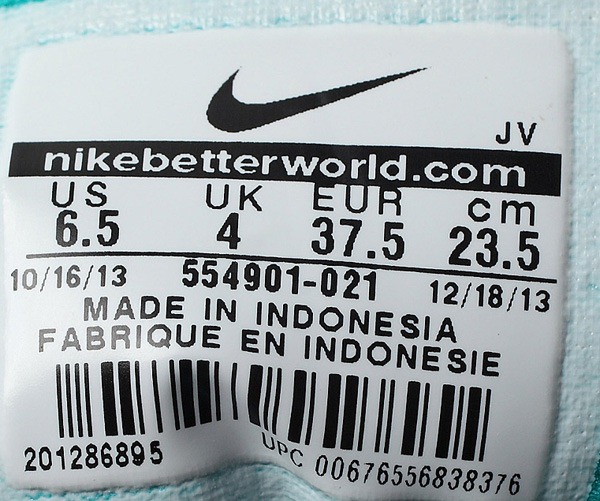 JV
nikebetterworld.com
US UK EUR cm
6.5 4 37.5 23.5
10/16/13 554901-021 12/18/13
MADE IN INDONESIA
FABRIQUE EN INDONESIE
201286895 UPC 00676556838376